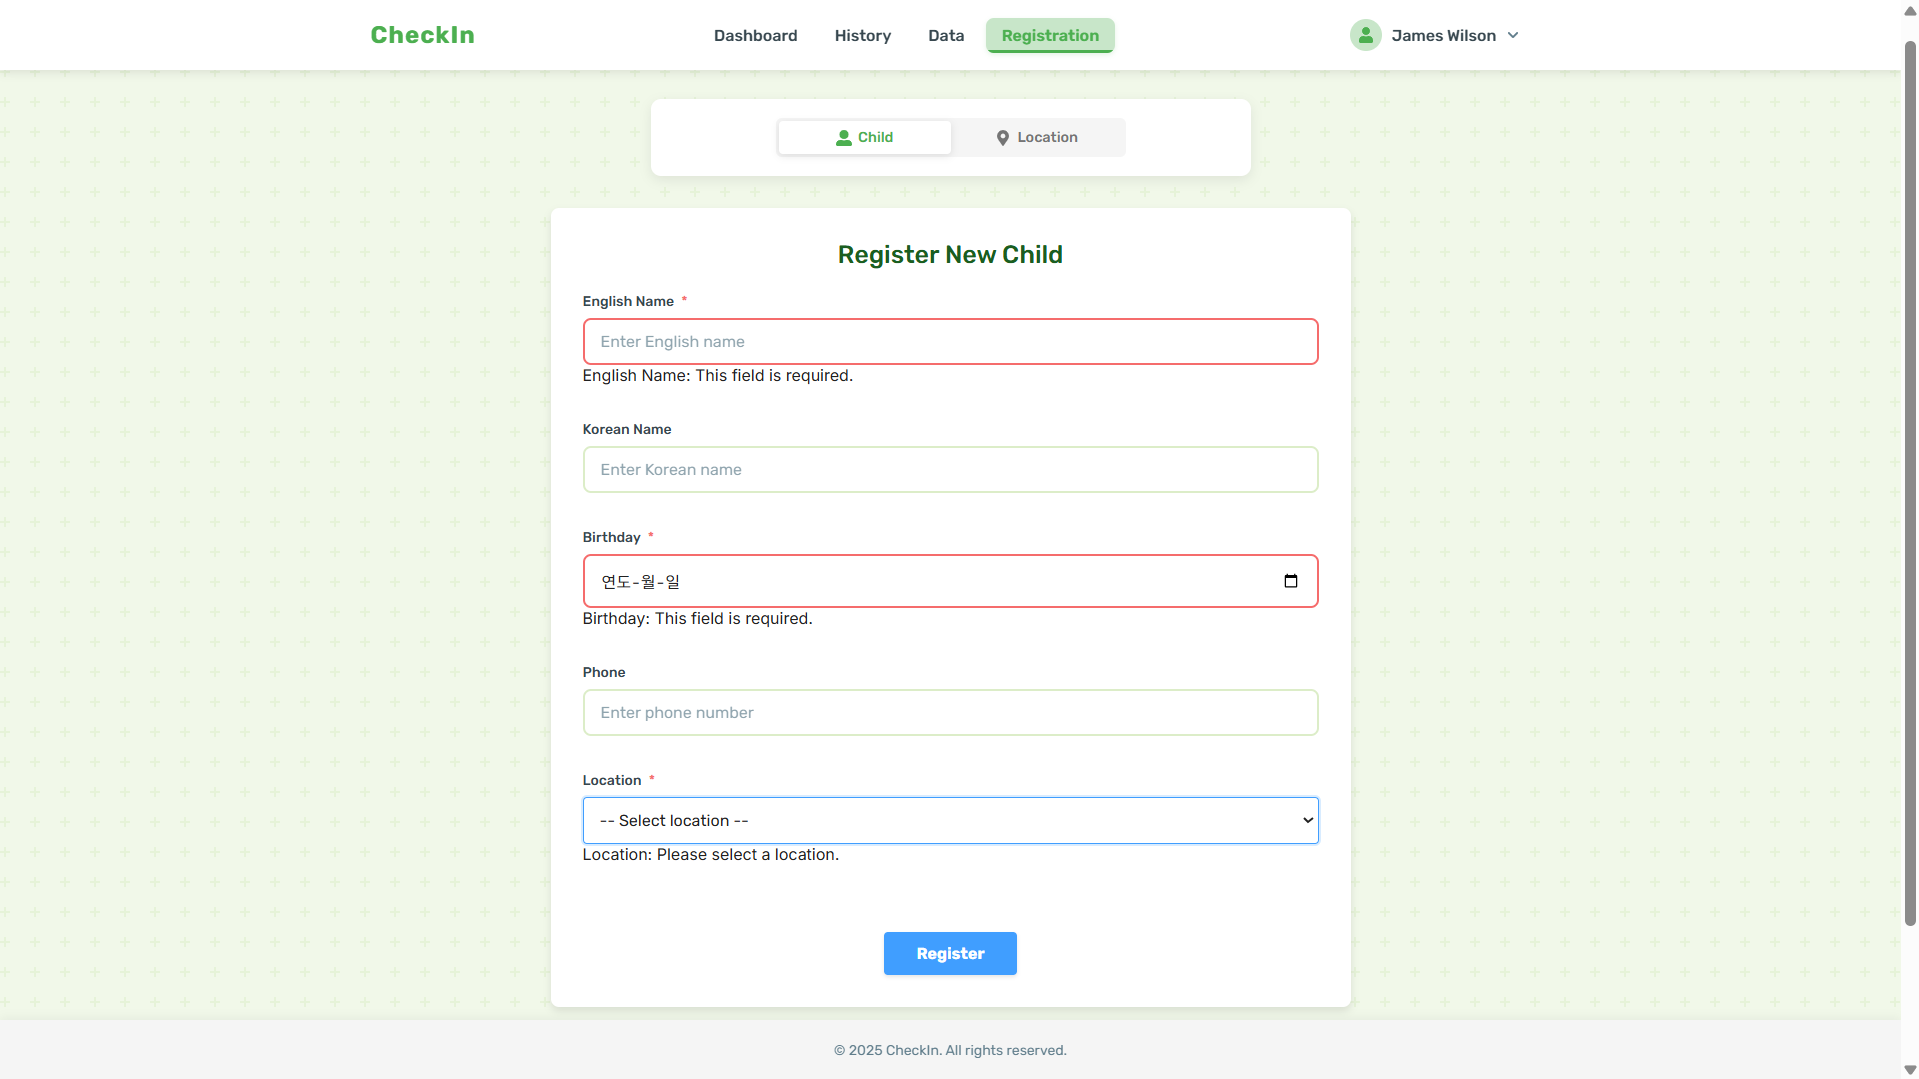 CheckIn
Dashboard
History
Data
Registration
James Wilson
Child
Location
Register New Child
English Name *
Enter English name
English Name: This field is required.
Korean Name
Enter Korean name
Birthday *
연도-월-일
Birthday: This field is required.
Phone
Enter phone number
Location *
-- Select location --
Location: Please select a location.
Register
© 2025 CheckIn. All rights reserved.